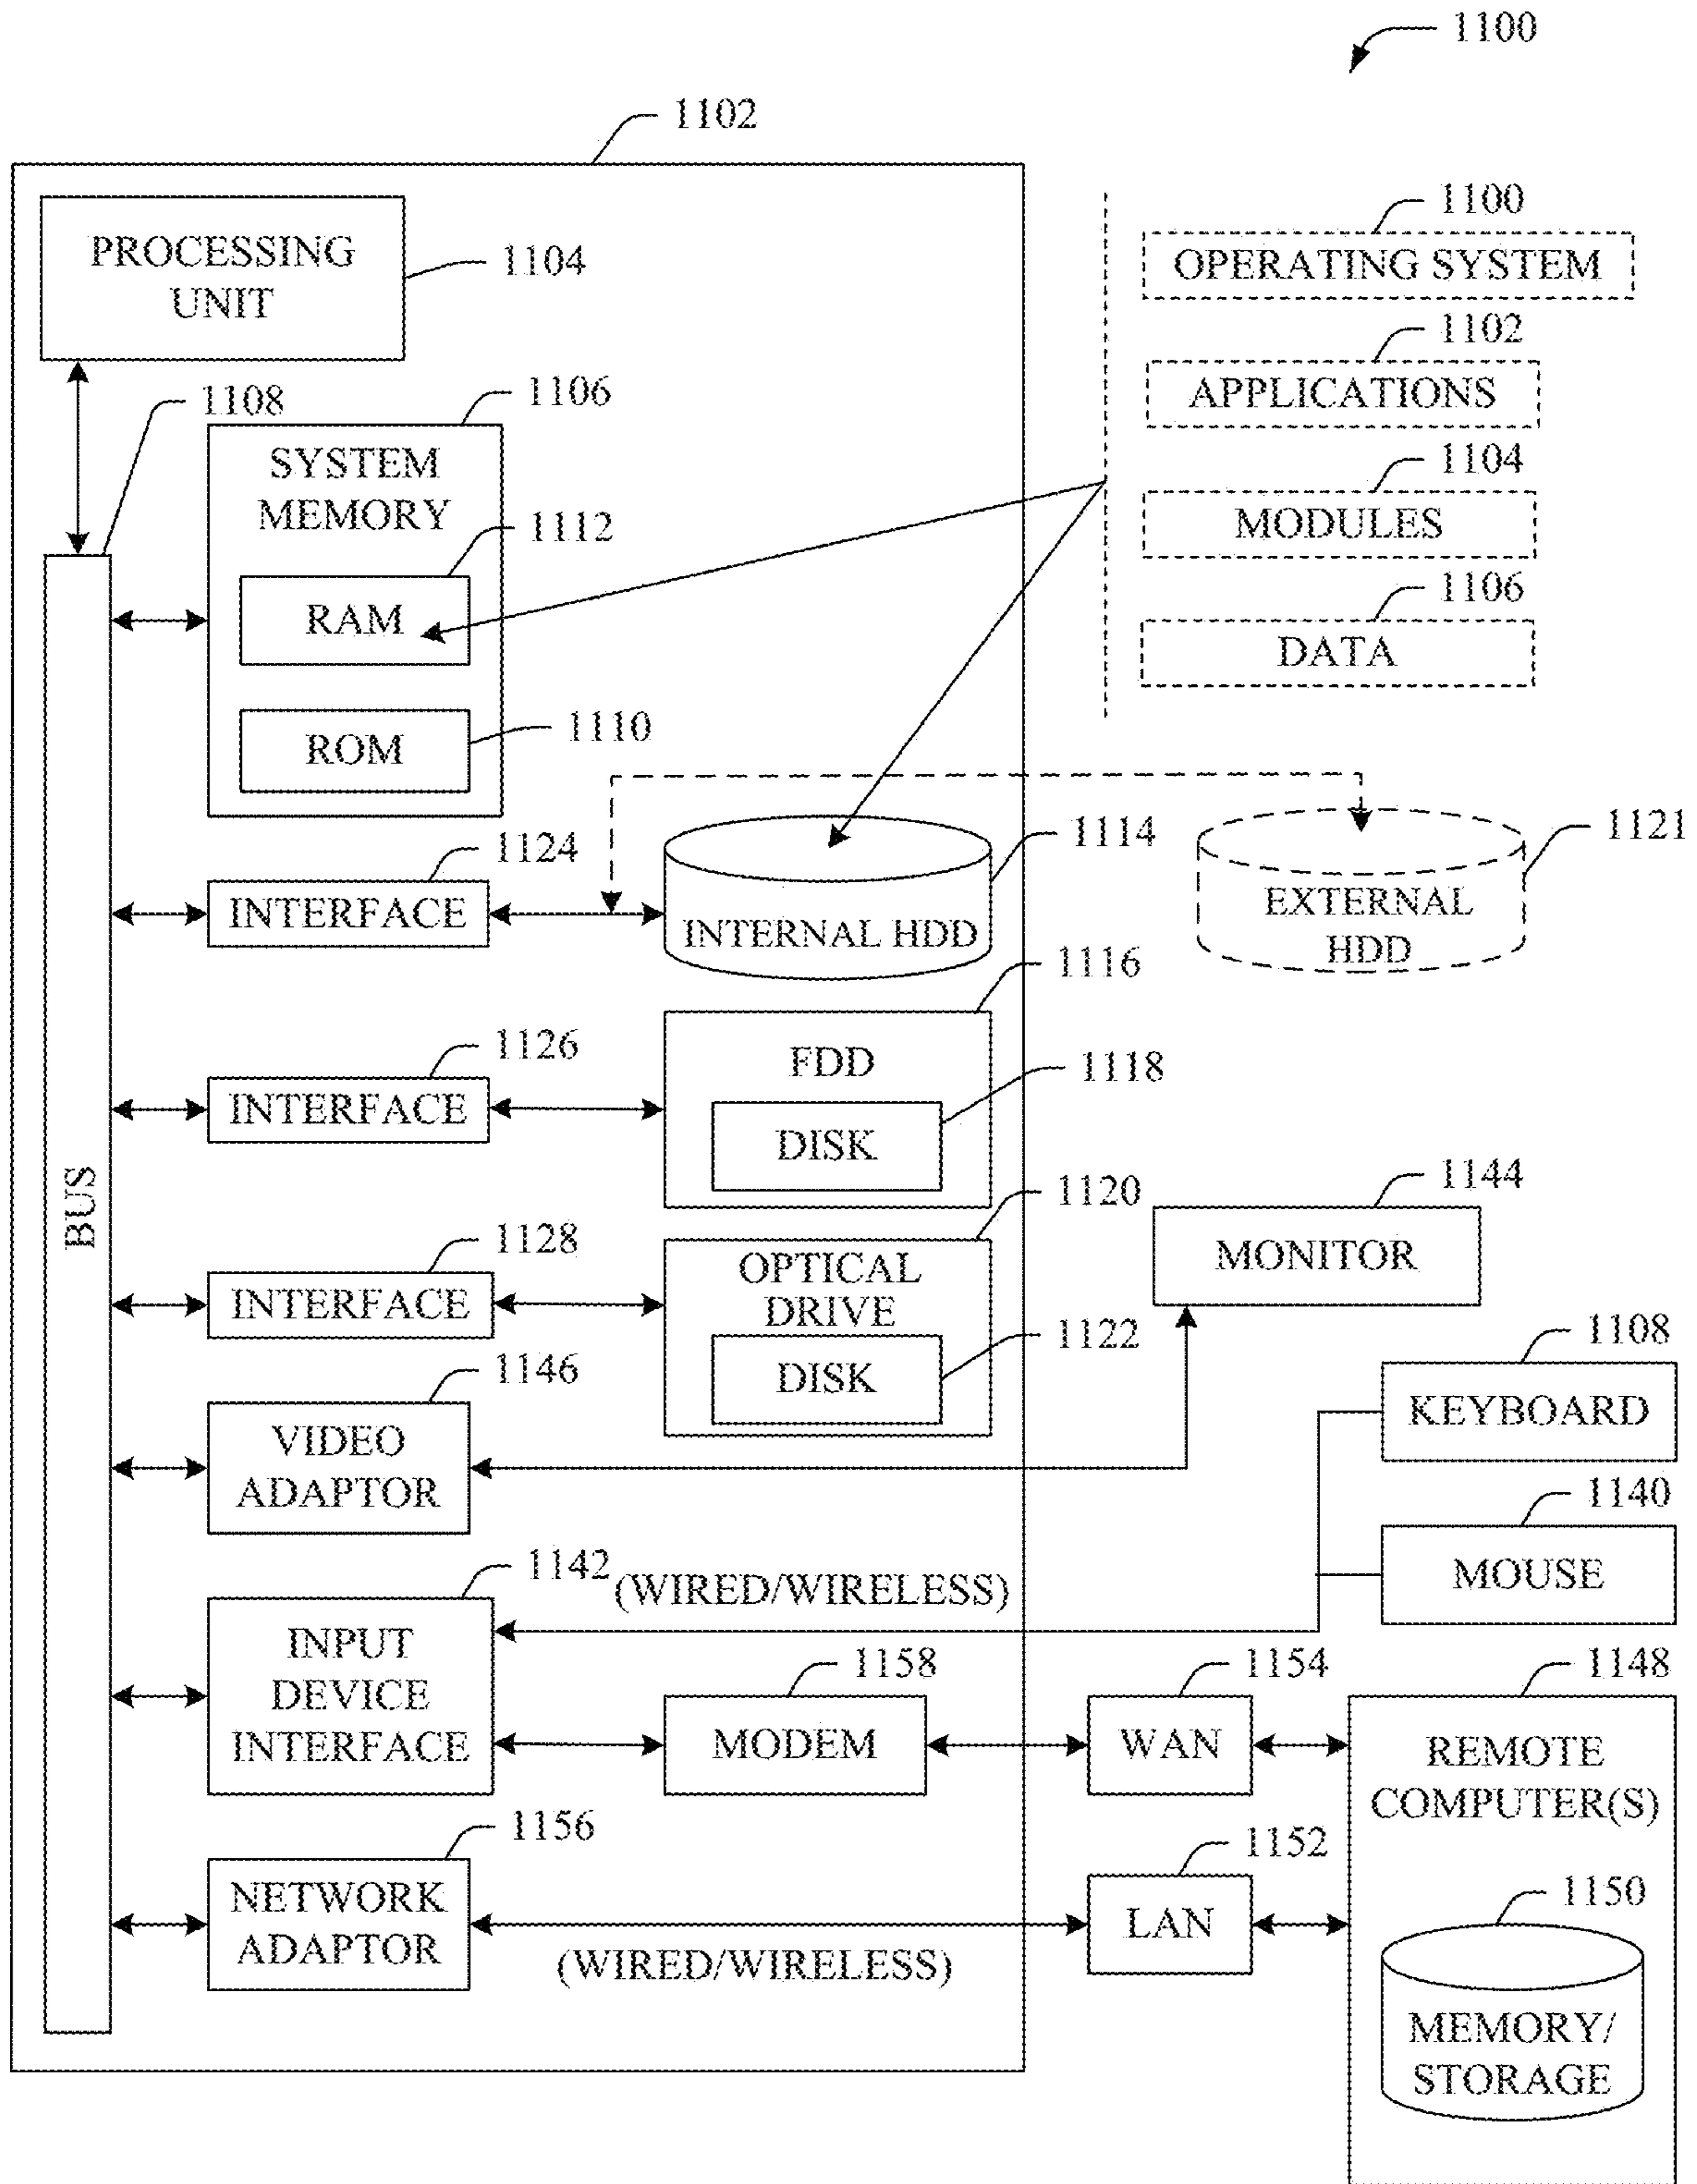 1100
1102
PROCESSING
UNIT
1104
1100
OPERATING SYSTEM
1102
APPLICATIONS
1104
MODULES
1106
DATA
1108
1106
SYSTEM
MEMORY
1112
RAM
1110
ROM
BUS
1124
INTERFACE
1114
INTERNAL HDD
1121
EXTERNAL
HDD
1126
INTERFACE
1116
FDD
1118
DISK
1128
INTERFACE
1120
OPTICAL
DRIVE
1122
DISK
1144
MONITOR
1146
VIDEO
ADAPTOR
1108
KEYBOARD
1140
MOUSE
1142
(WIRED/WIRELESS)
INPUT
DEVICE
INTERFACE
1158
MODEM
1154
WAN
1148
REMOTE
COMPUTER(S)
1156
NETWORK
ADAPTOR
(WIRED/WIRELESS)
1152
LAN
1150
MEMORY/
STORAGE